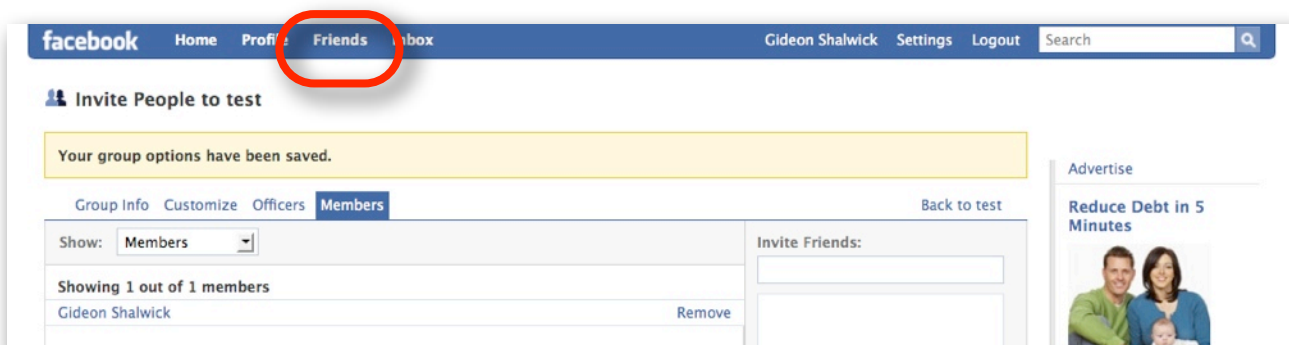 facebook Home Profile Friends Inbox Gideon Shalwick Settings Logout Search
Invite People to test
Your group options have been saved.
Advertise
Group Info Customize Officers Members Back to test
Reduce Debt in 5
Minutes
Show: Members
Invite Friends:
Showing 1 out of 1 members
Gideon Shalwick Remove